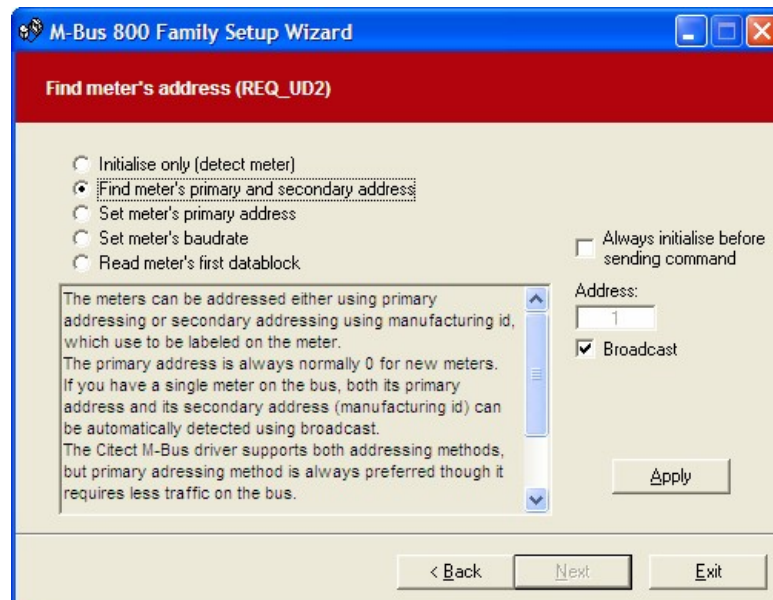 M-Bus 800 Family Setup Wizard
Find meter's address (REQ_UD2)
Initialise only (detect meter)
Find meter's primary and secondary address
Set meter's primary address
Set meter's baudrate
Read meter's first datablock
The meters can be addressed either using primary
addressing or secondary addressing using manufacturing id,
which use to be labeled on the meter.
The primary address is always normally 0 for new meters.
If you have a single meter on the bus, both its primary
address and its secondary address (manufacturing id) can
be automatically detected using broadcast.
The Citect M-Bus driver supports both addressing methods,
but primary adressing method is always preferred though it
requires less traffic on the bus.
Always initialise before
sending command
Address:
1
Broadcast
Apply
< Back
Next
Exit